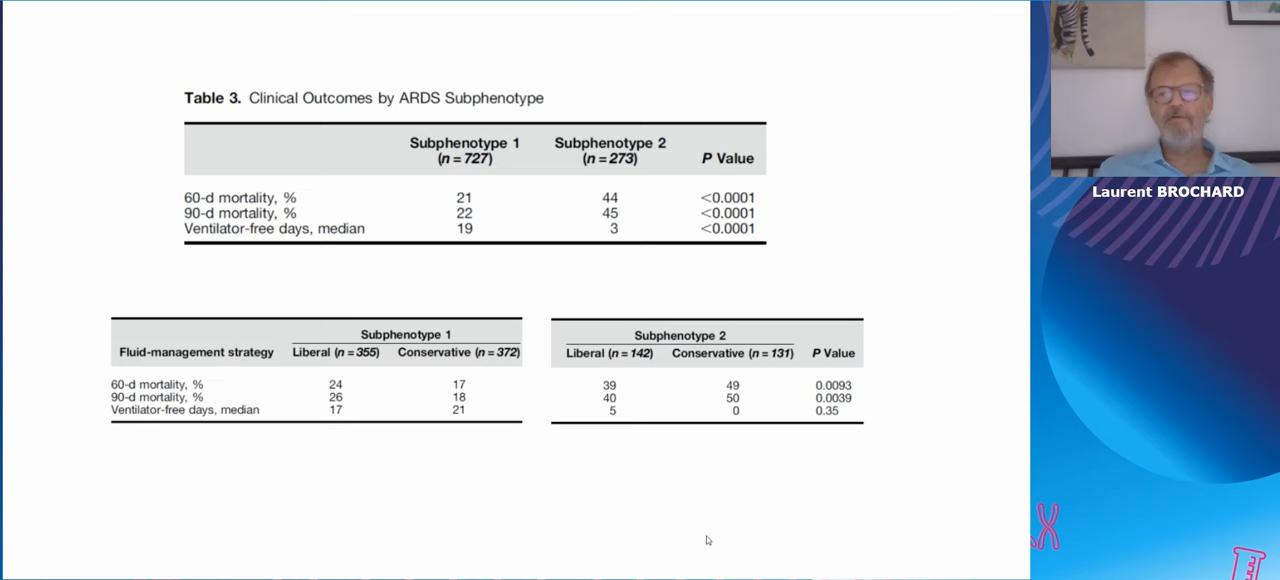 Table 3. Clinical Outcomes by ARDS Subphenotype
Subphenotype 1 Subphenotype 2
(n = 727) (n = 273) P Value
60-d mortality, % 21 44 <0.0001
90-d mortality, % 22 45 <0.0001
Ventilator-free days, median 19 3 <0.0001
Laurent BROCHARD
Subphenotype 1
Fluid-management strategy Liberal (n = 355) Conservative (n = 372)
60-d mortality, % 24 17
90-d mortality, % 26 18
Ventilator-free days, median 17 21
Subphenotype 2
Liberal (n = 142) Conservative (n = 131) P Value
39 49 0.0093
40 50 0.0039
5 0 0.35